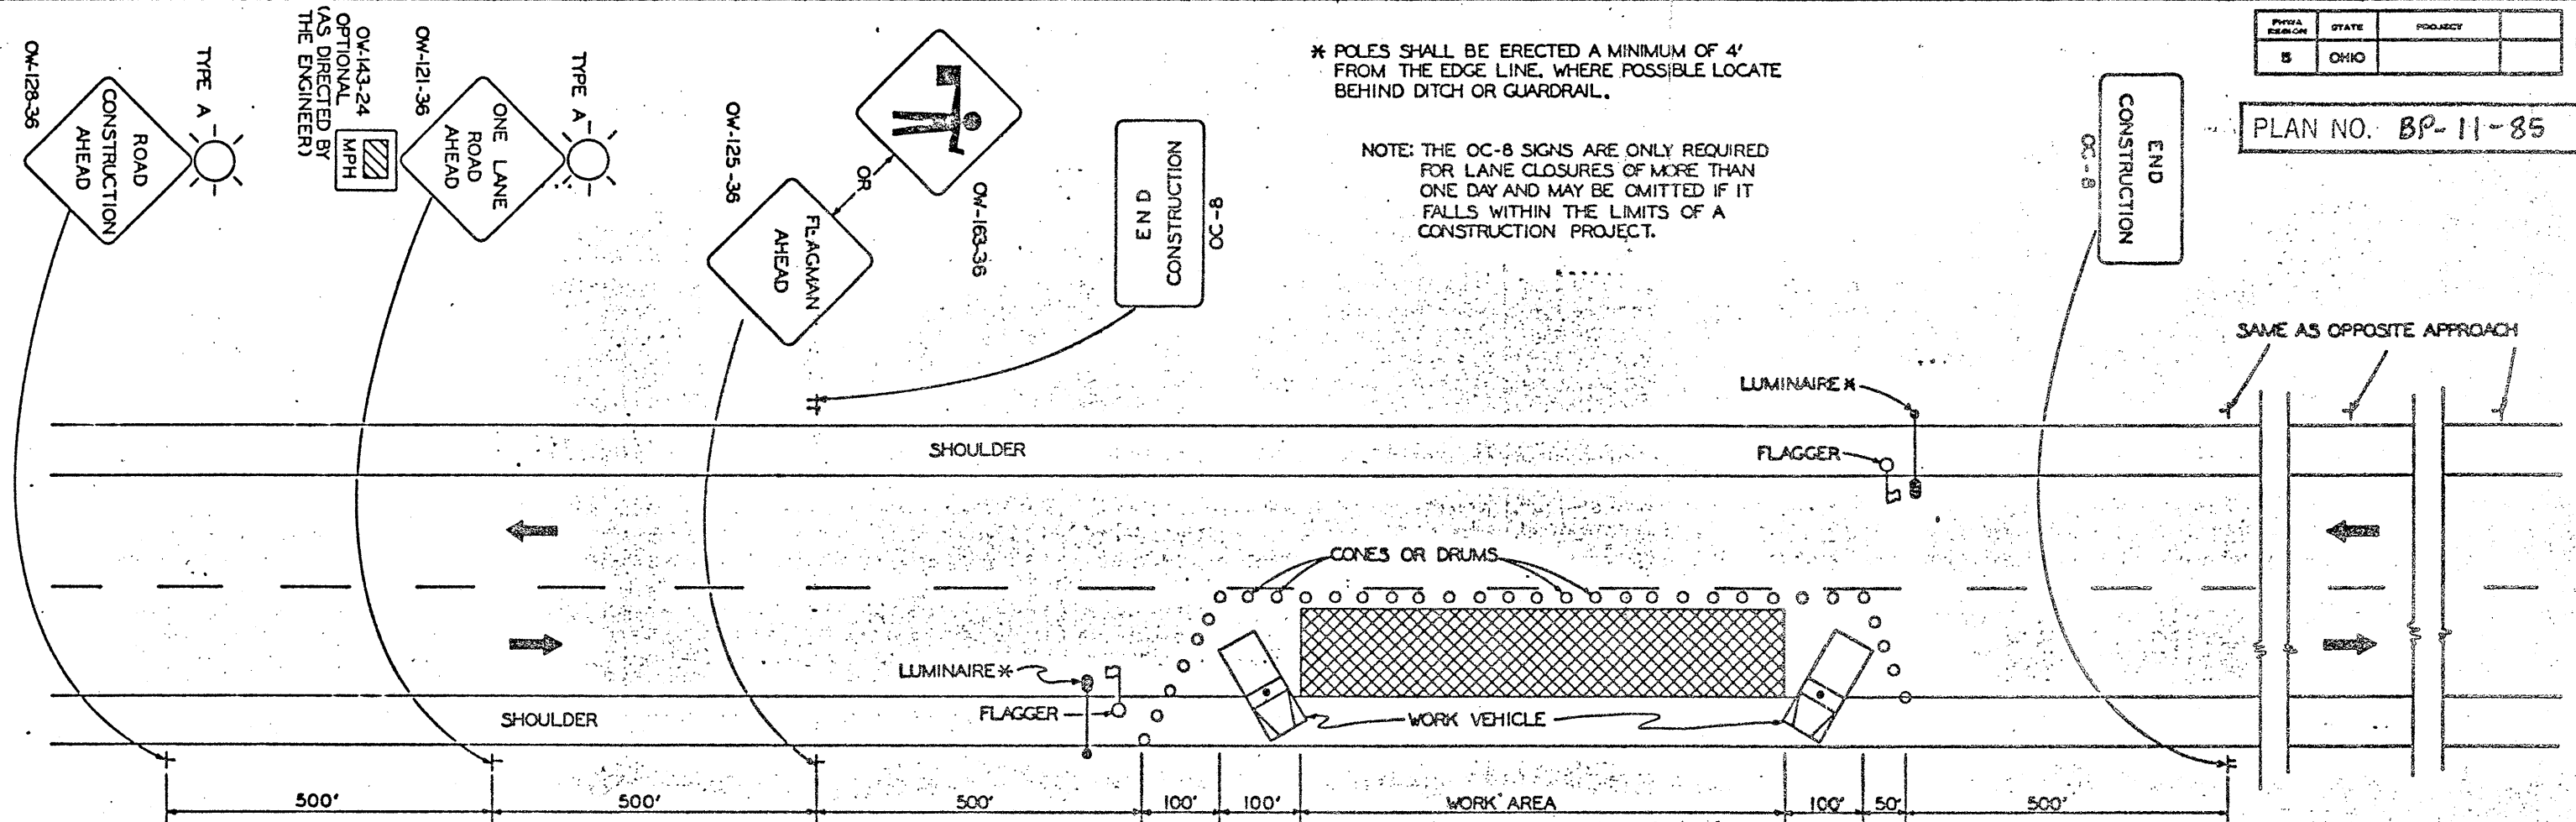 OW-128-36
ROAD
CONSTRUCTION
AHEAD
TYPE A
OW-143-24
OPTIONAL
(AS DIRECTED BY
THE ENGINEER)
MPH
OW-121-36
ONE LANE
ROAD
AHEAD
TYPE A
OW-125-36
FLAGMAN
AHEAD
OR
OW-163-36
END
CONSTRUCTION
OC-8
* POLES SHALL BE ERECTED A MINIMUM OF 4'
FROM THE EDGE LINE. WHERE POSSIBLE LOCATE
BEHIND DITCH OR GUARDRAIL.
NOTE: THE OC-8 SIGNS ARE ONLY REQUIRED
FOR LANE CLOSURES OF MORE THAN
ONE DAY AND MAY BE OMITTED IF IT
FALLS WITHIN THE LIMITS OF A
CONSTRUCTION PROJECT.
END
CONSTRUCTION
OC-8
FHWA
REGION
STATE
PROJECT
5
OHIO
PLAN NO. BP-11-85
SAME AS OPPOSITE APPROACH
LUMINAIRE *
SHOULDER
FLAGGER
CONES OR DRUMS
LUMINAIRE *
FLAGGER
SHOULDER
WORK VEHICLE
500' 500' 500' 100' 100' WORK AREA 100' 50' 500'